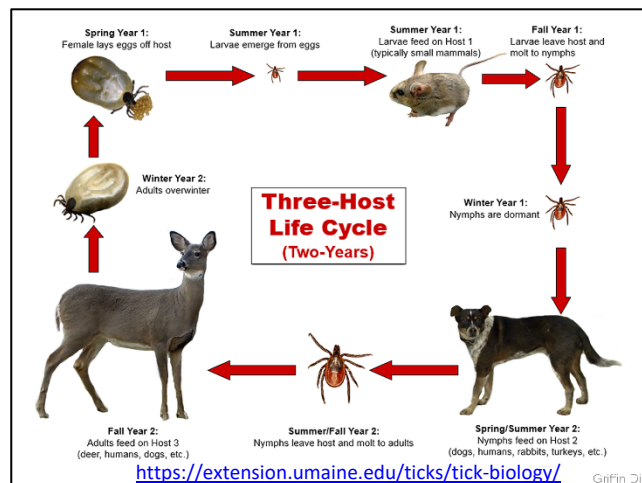 Spring Year 1:
Female lays eggs off host
Summer Year 1:
Larvae emerge from eggs
Summer Year 1:
Larvae feed on Host 1
(typically small mammals)
Fall Year 1:
Larvae leave host and
molt to nymphs
Winter Year 2:
Adults overwinter
Three-Host
Life Cycle
(Two-Years)
Winter Year 1:
Nymphs are dormant
Fall Year 2:
Adults feed on Host 3
(deer, humans, dogs, etc.)
Summer/Fall Year 2:
Nymphs leave host and molt to adults
Spring/Summer Year 2:
Nymphs feed on Host 2
(dogs, humans, rabbits, turkeys, etc.)
https://extension.umaine.edu/ticks/tick-biology/
Griffin Di